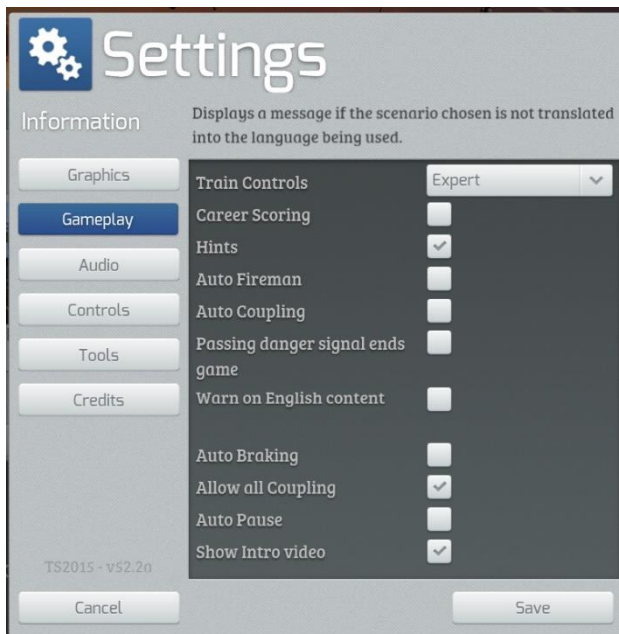 Settings
Information
Displays a message if the scenario chosen is not translated
into the language being used.
Graphics
Gameplay
Audio
Controls
Tools
Credits
Train Controls
Expert
Career Scoring
Hints
Auto Fireman
Auto Coupling
Passing danger signal ends
game
Warn on English content
Auto Braking
Allow all Coupling
Auto Pause
Show Intro video
TS2015 - v52.2a
Cancel
Save